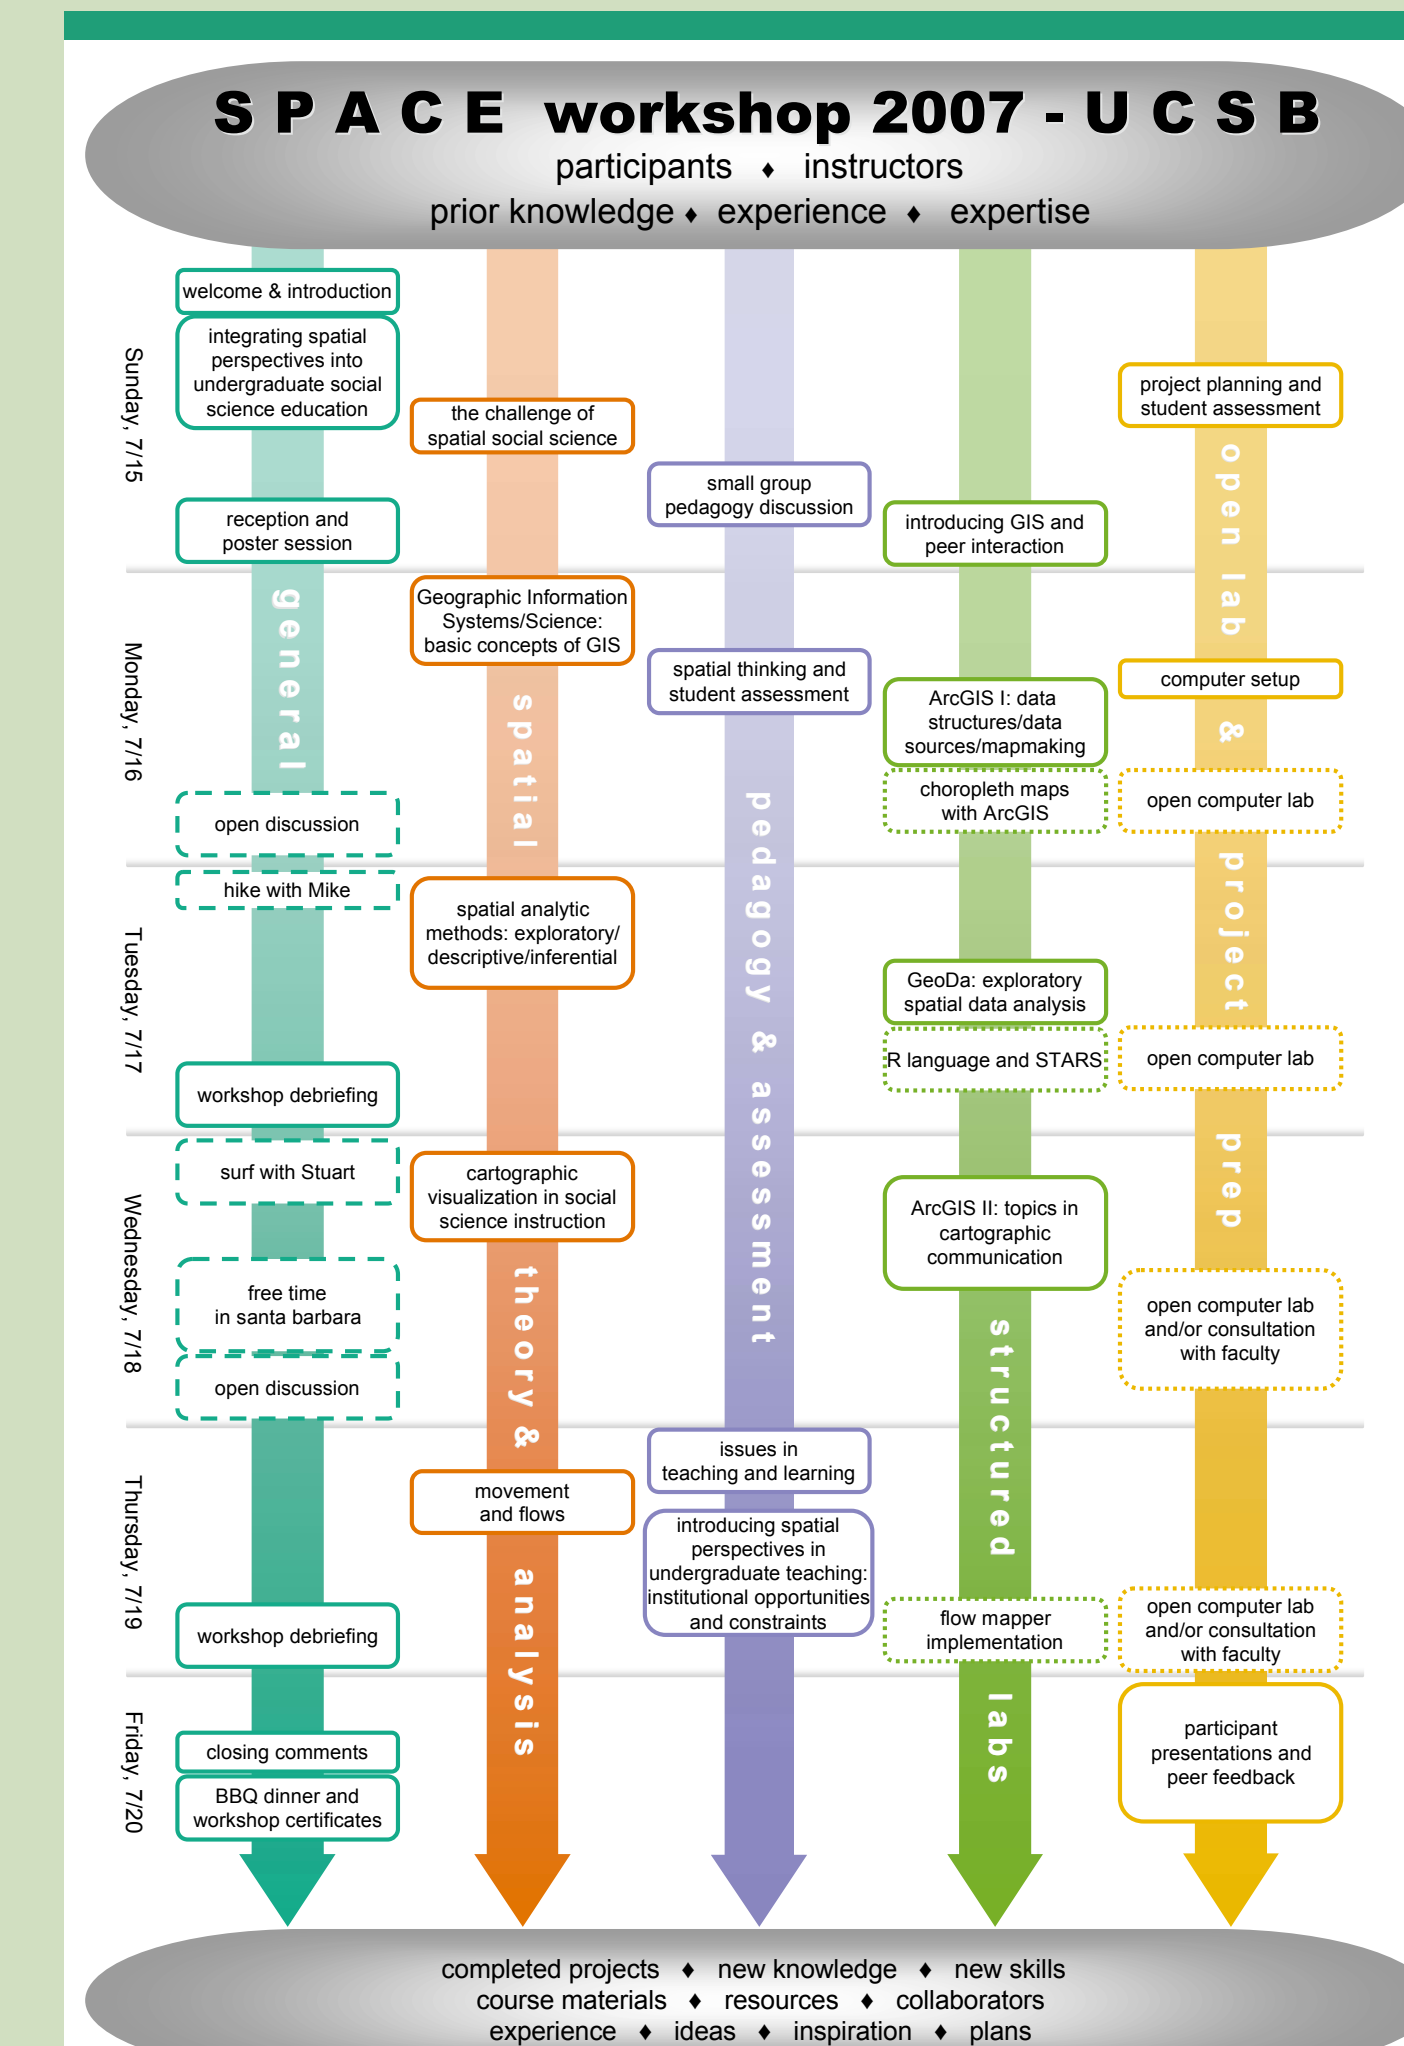 S P A C E workshop 2007 - U C S B
participants ♦ instructors
prior knowledge ♦ experience ♦ expertise
Sunday, 7/15
welcome & introduction
integrating spatial
perspectives into
undergraduate social
science education
the challenge of
spatial social science
project planning and
student assessment
small group
pedagogy discussion
reception and
poster session
introducing GIS and
peer interaction
Monday, 7/16
Geographic Information
Systems/Science:
basic concepts of GIS
spatial thinking and
student assessment
ArcGIS I: data
structures/data
sources/mapmaking
computer setup
choropleth maps
with ArcGIS
open computer lab
open discussion
Tuesday, 7/17
hike with Mike
spatial analytic
methods: exploratory/
descriptive/inferential
GeoDa: exploratory
spatial data analysis
R language and STARS
open computer lab
workshop debriefing
Wednesday, 7/18
surf with Stuart
cartographic
visualization in social
science instruction
ArcGIS II: topics in
cartographic
communication
free time
in santa barbara
open computer lab
and/or consultation
with faculty
open discussion
Thursday, 7/19
issues in
teaching and learning
movement
and flows
introducing spatial
perspectives in
undergraduate teaching:
institutional opportunities
and constraints
workshop debriefing
flow mapper
implementation
open computer lab
and/or consultation
with faculty
Friday, 7/20
closing comments
BBQ dinner and
workshop certificates
participant
presentations and
peer feedback
general
spatial theory & analysis
pedagogy & assessment
structured labs
open lab & project prep
completed projects ♦ new knowledge ♦ new skills
course materials ♦ resources ♦ collaborators
experience ♦ ideas ♦ inspiration ♦ plans